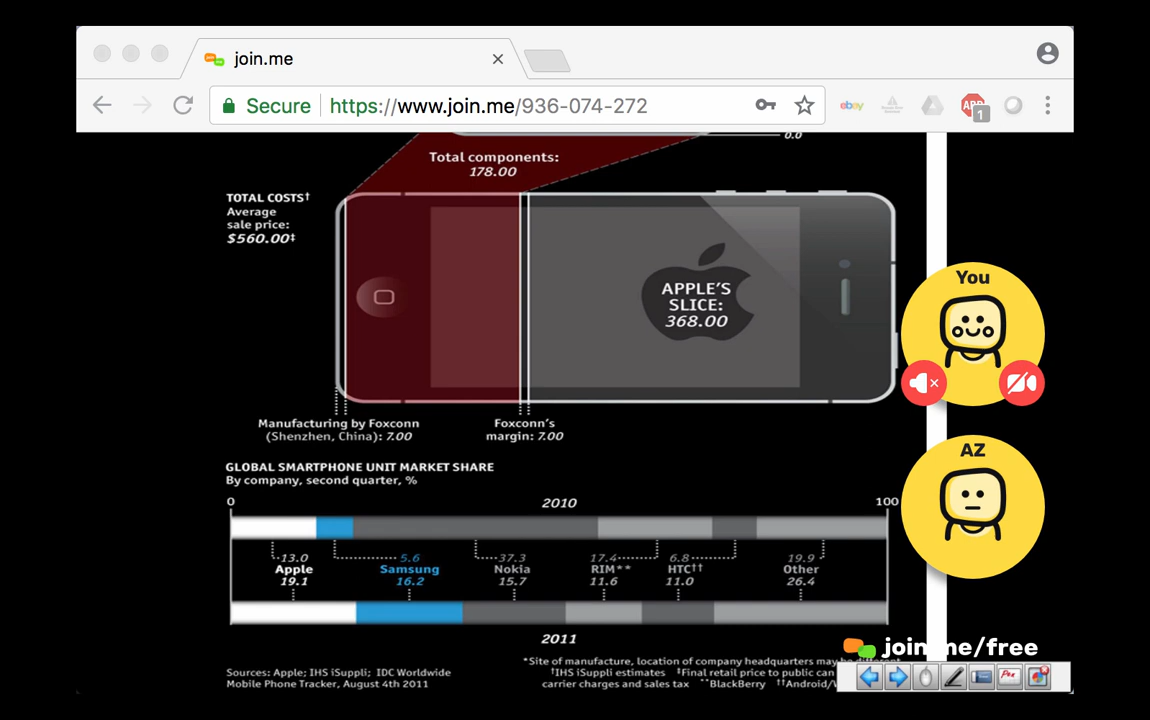 join.me
Secure https://www.join.me/936-074-272
ebay
ABP
1
0.0
Total components:
178.00
TOTAL COSTS†
Average
sale price:
$560.00‡
APPLE'S
SLICE:
368.00
Manufacturing by Foxconn
(Shenzhen, China): 7.00
Foxconn's
margin: 7.00
GLOBAL SMARTPHONE UNIT MARKET SHARE
By company, second quarter, %
0 2010 100
13.0 5.6 37.3 17.4 6.8 19.9
Apple Samsung Nokia RIM** HTC†† Other
19.1 16.2 15.7 11.6 11.0 26.4
2011
Sources: Apple; IHS iSuppli; IDC Worldwide
Mobile Phone Tracker, August 4th 2011
*Site of manufacture, location of company headquarters may be different
†IHS iSuppli estimates ‡Final retail price to public can
carrier charges and sales tax **BlackBerry ††Android/
You
AZ
join.me/free
Pen